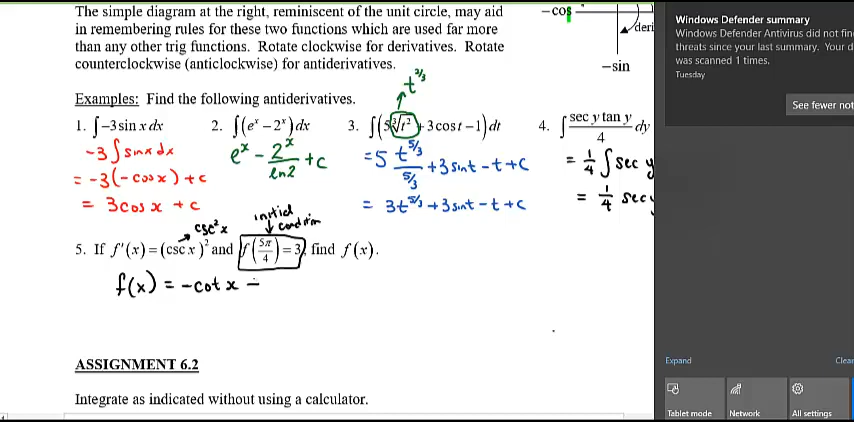 The simple diagram at the right, reminiscent of the unit circle, may aid
in remembering rules for these two functions which are used far more
than any other trig functions. Rotate clockwise for derivatives. Rotate
counterclockwise (anticlockwise) for antiderivatives.
−cos
deri
−sin
t^(2/3)
Examples: Find the following antiderivatives.
1. ∫−3 sin x dx 2. ∫(e^x − 2^x) dx 3. ∫(5∛t² + 3cos t − 1) dt 4. ∫ (sec y tan y)/4 dy
−3 ∫ sin x dx
= −3(−cos x) + c
= 3 cos x + c
e^x − 2^x/ln2 + c
= 5 t^(5/3)/(5/3) + 3 sin t − t + c
= 3t^(5/3) + 3 sin t − t + c
= 1/4 ∫ sec y
= 1/4 sec y
csc² x
initial
condition
5. If f'(x) = (csc x)² and f(5π/4) = 3, find f(x).
f(x) = −cot x −
ASSIGNMENT 6.2
Integrate as indicated without using a calculator.
Windows Defender summary
Windows Defender Antivirus did not fin
threats since your last summary. Your d
was scanned 1 times.
Tuesday
See fewer not
Expand
Clear
Tablet mode
Network
All settings